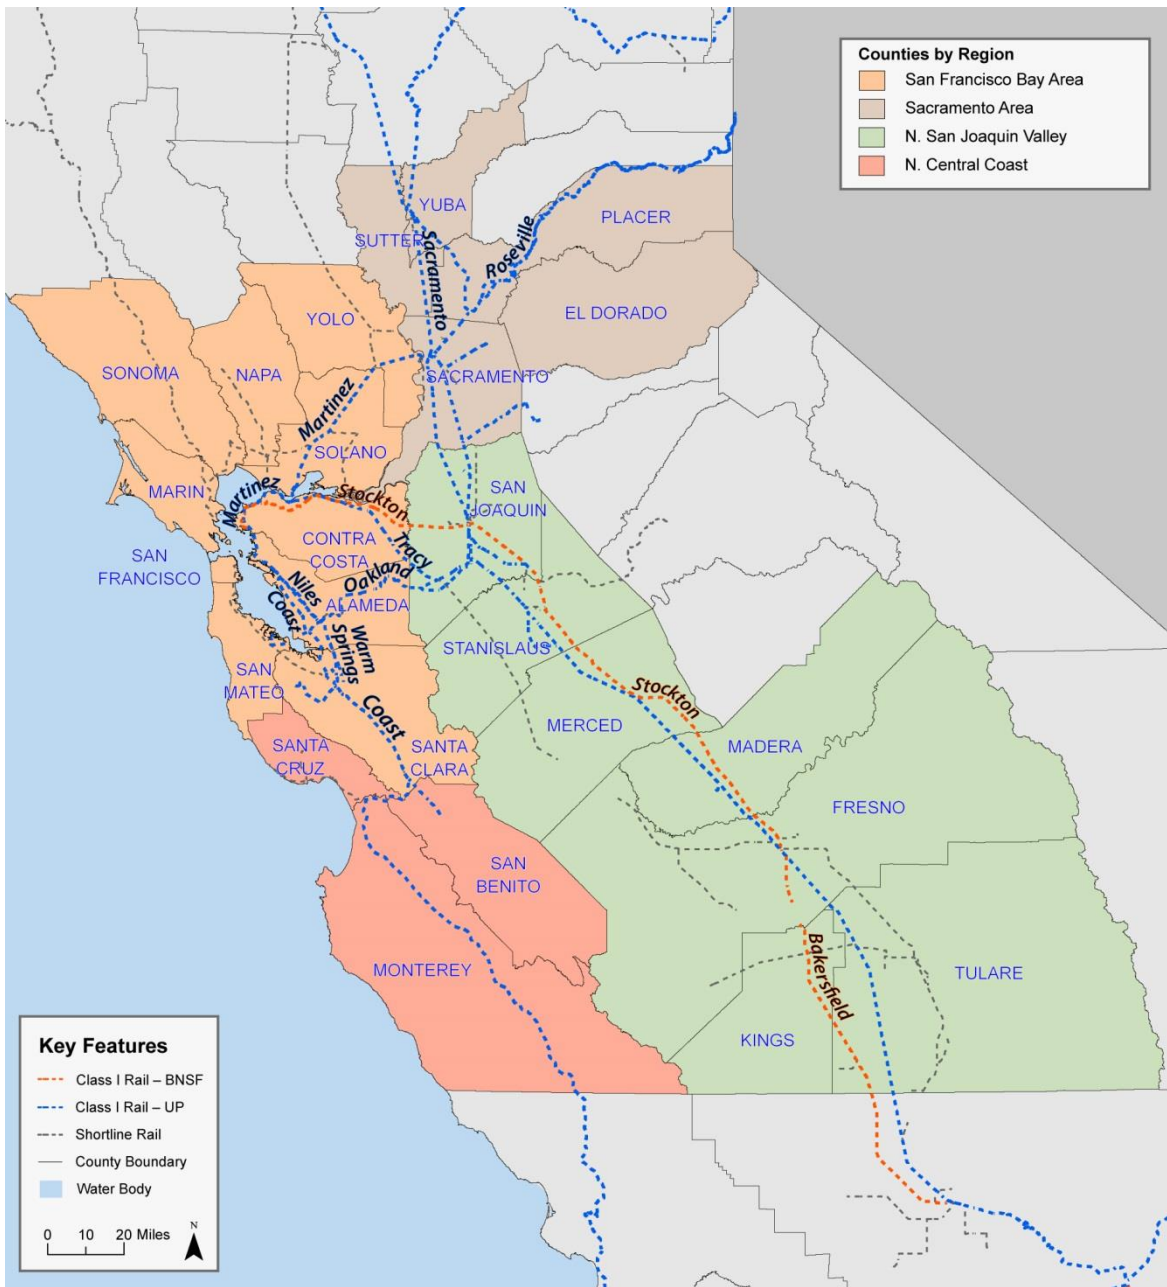 Counties by Region
San Francisco Bay Area
Sacramento Area
N. San Joaquin Valley
N. Central Coast
YUBA
SUTTER
PLACER
Roseville
Sacramento
EL DORADO
YOLO
SONOMA
NAPA
SACRAMENTO
Martinez
SOLANO
MARIN
Martinez
Stockton
SAN
JOAQUIN
CONTRA
COSTA
Tracy
SAN
FRANCISCO
Niles
Oakland
ALAMEDA
Coast
Warm
Springs
STANISLAUS
SAN
MATEO
Stockton
Coast
MERCED
SANTA
CRUZ
SANTA
CLARA
MADERA
FRESNO
SAN
BENITO
MONTEREY
Bakersfield
TULARE
KINGS
Key Features
Class I Rail – BNSF
Class I Rail – UP
Shortline Rail
County Boundary
Water Body
N
0 10 20 Miles